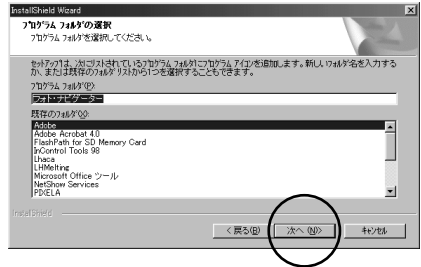 InstallShield Wizard
ﾌﾟﾛｸﾞﾗﾑ ﾌｫﾙﾀﾞの選択
ﾌﾟﾛｸﾞﾗﾑ ﾌｫﾙﾀﾞを選択してください。
ｾｯﾄｱｯﾌﾟは、次にﾘｽﾄされているﾌﾟﾛｸﾞﾗﾑ ﾌｫﾙﾀﾞにﾌﾟﾛｸﾞﾗﾑ ｱｲｺﾝを追加します。新しいﾌｫﾙﾀﾞ名を入力する
か、または既存のﾌｫﾙﾀﾞﾘｽﾄから1つを選択することもできます。
ﾌﾟﾛｸﾞﾗﾑ ﾌｫﾙﾀﾞ(P):
フォト・ナビゲーター
既存のﾌｫﾙﾀﾞ(X):
Adobe
Adobe Acrobat 4.0
FlashPath for SD Memory Card
InControl Tools 98
Lhaca
LHMelting
Microsoft Office ツール
NetShow Services
PIXELA
InstallShield
< 戻る(B)
次へ (N)>
ｷｬﾝｾﾙ